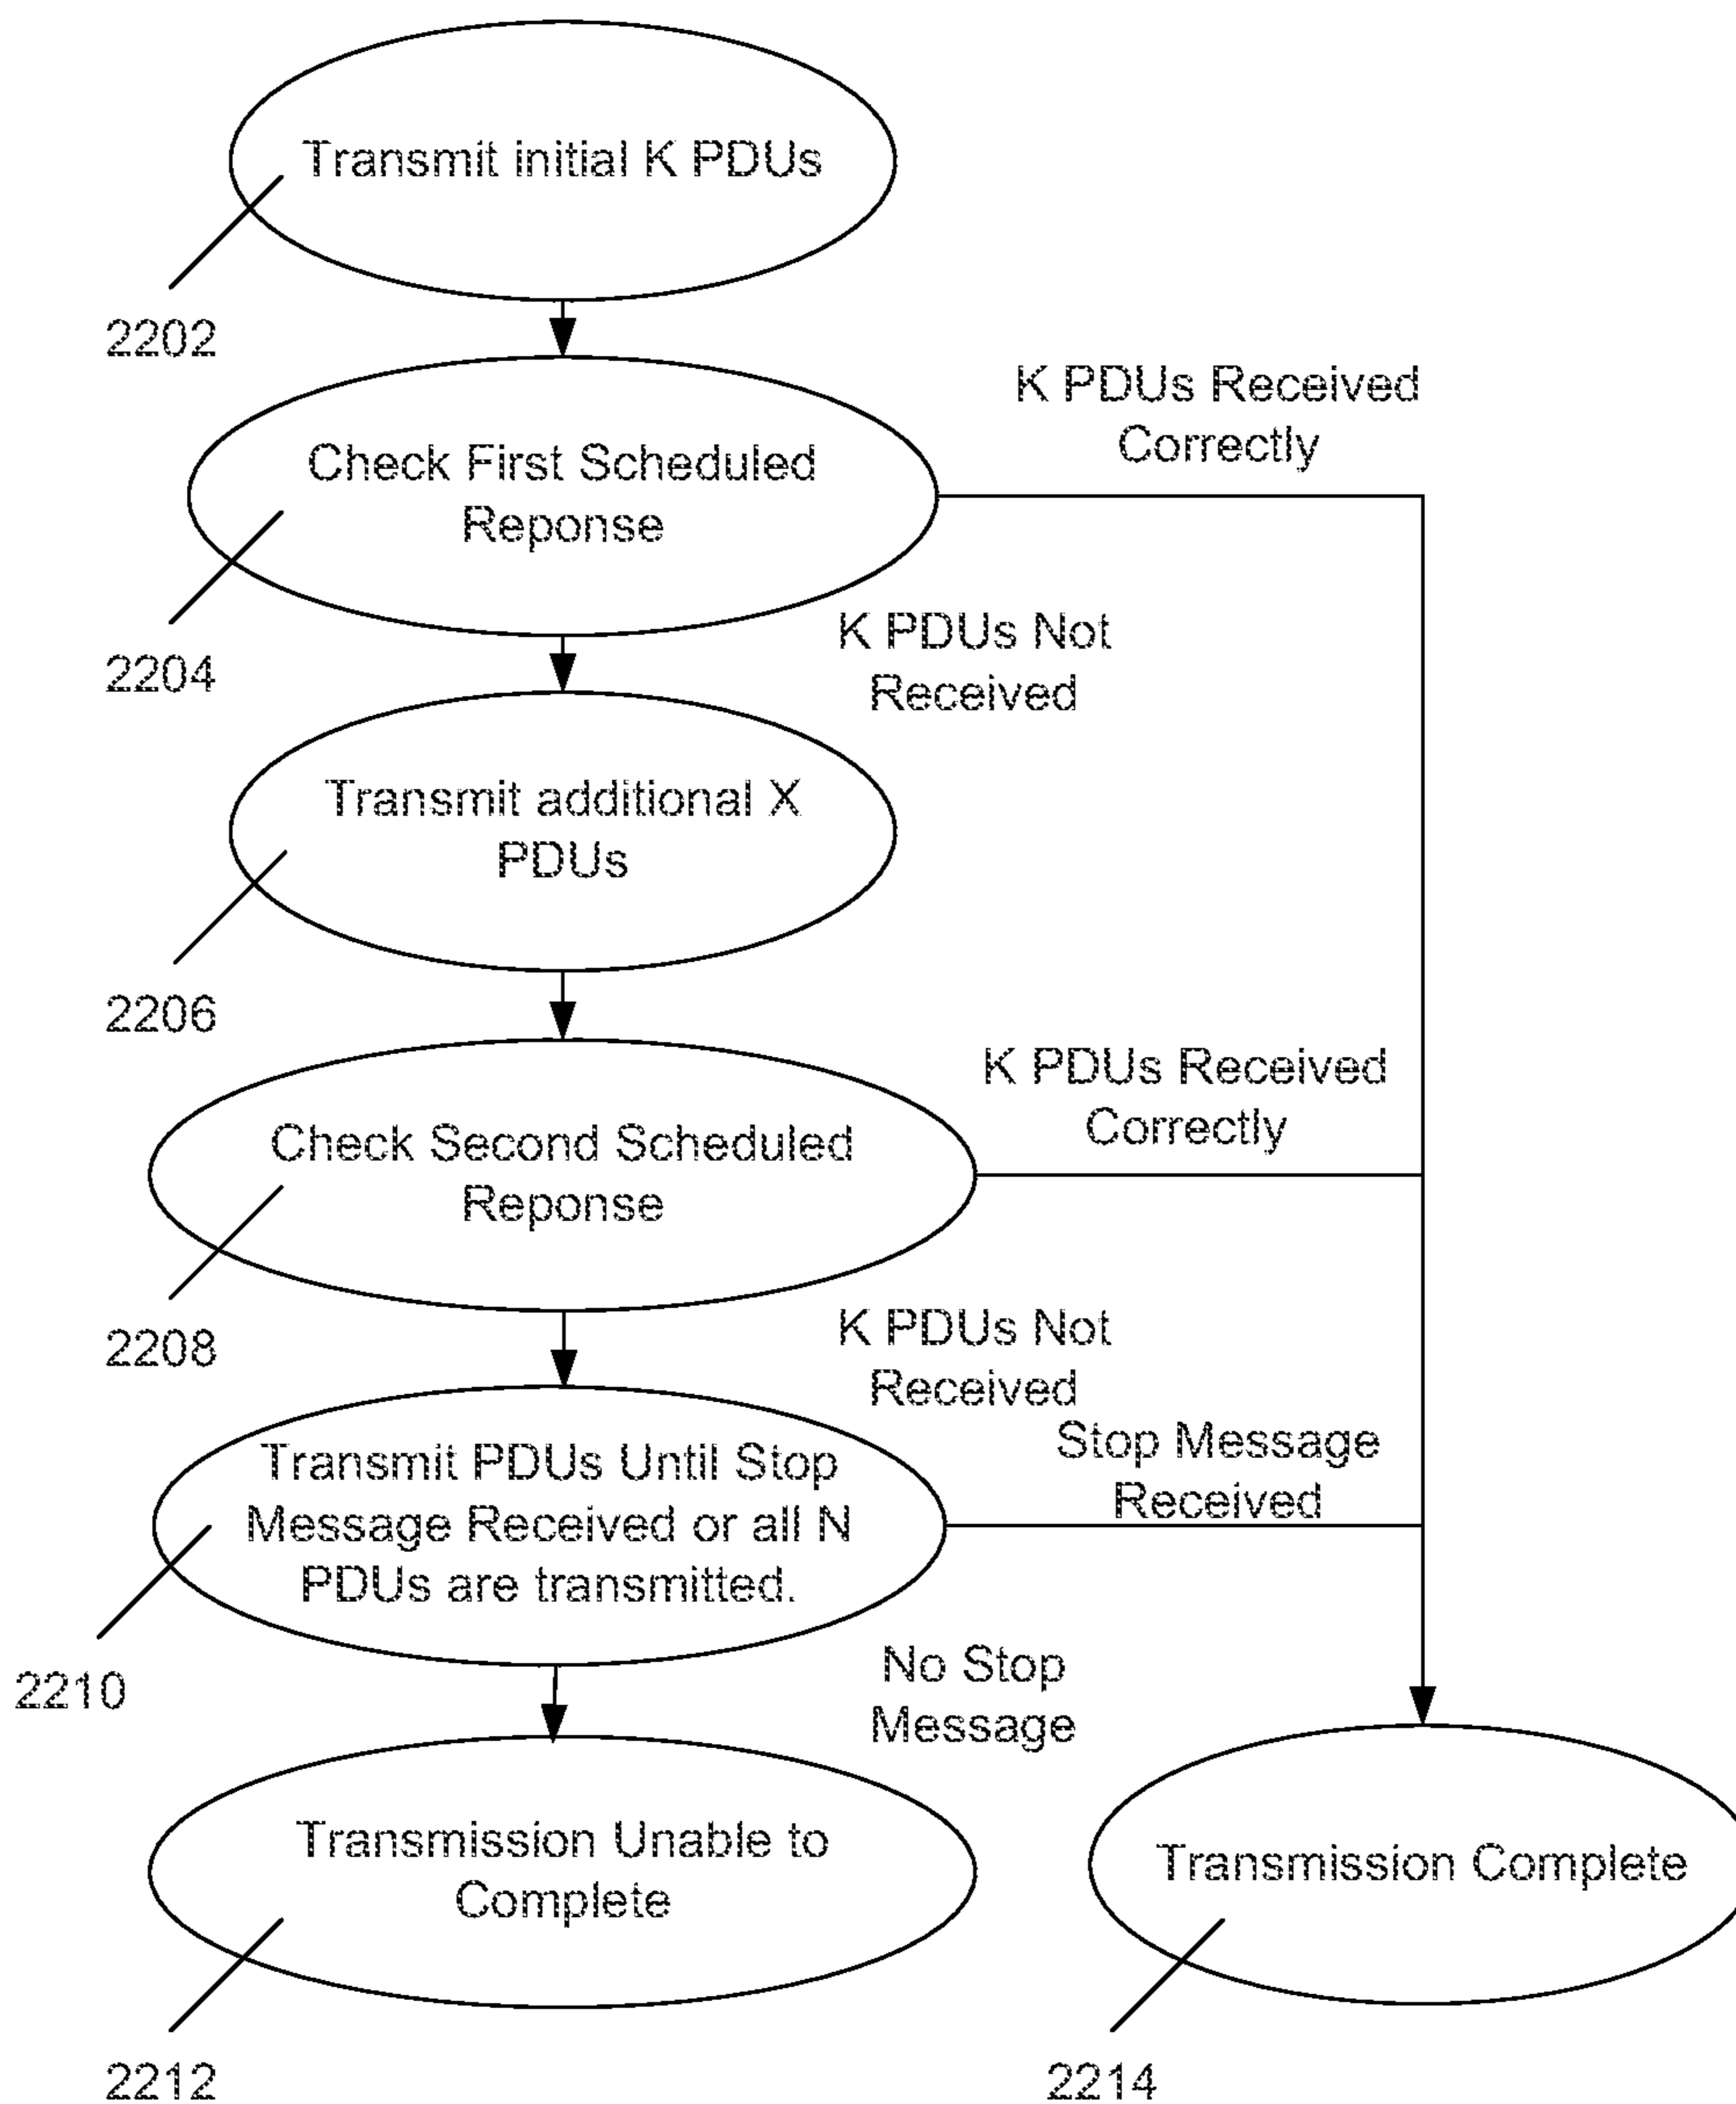 Transmit initial K PDUs
2202
K PDUs Received
Correctly
Check First Scheduled
Reponse
2204
K PDUs Not
Received
Transmit additional X
PDUs
2206
K PDUs Received
Correctly
Check Second Scheduled
Reponse
2208
K PDUs Not
Received
Stop Message
Received
Transmit PDUs Until Stop
Message Received or all N
PDUs are transmitted.
2210
No Stop
Message
Transmission Unable to
Complete
2212
Transmission Complete
2214